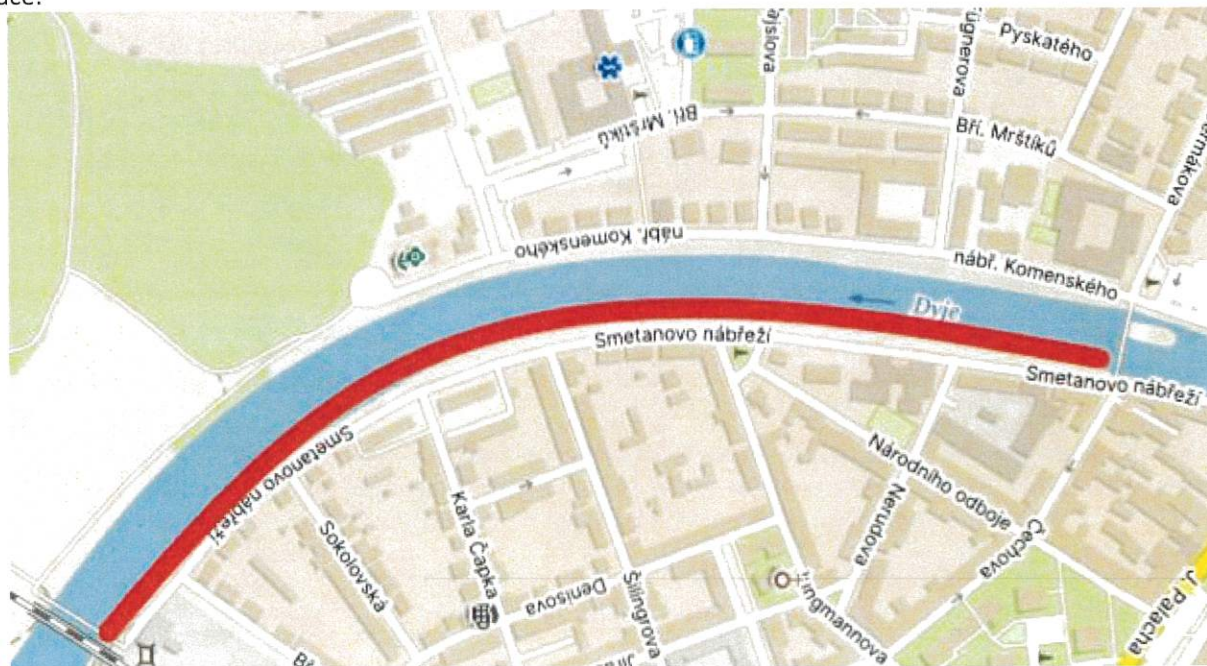 Pyskatého
Bří. Mrštíků
Bří. Mrštíků
nábř. Komenského
nábř. Komenského
Dyje
Smetanovo nábřeží
Smetanovo nábřeží
Smetanovo nábřeží
Národního odboje
Nerudova
Čechova
Karla Čapka
Sokolovská
Denisova
Šilingrova
J. Palacha